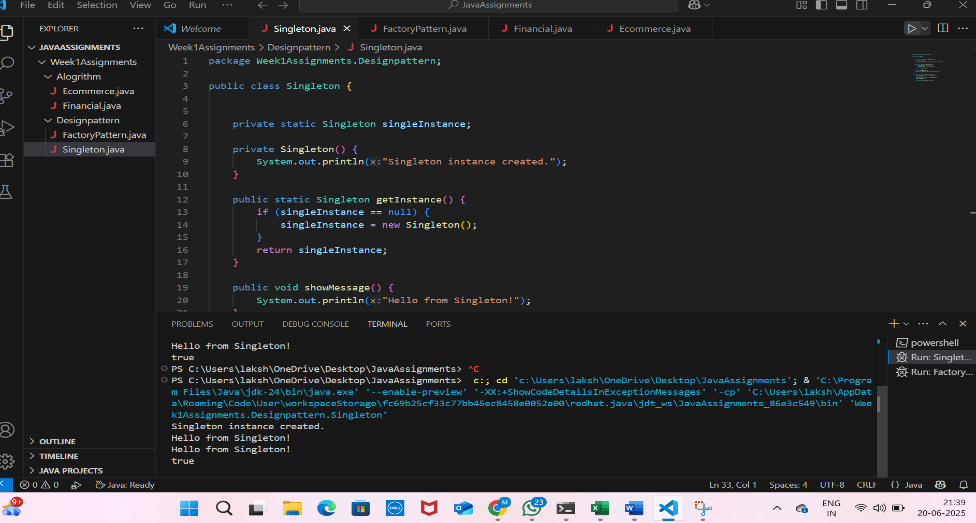 File Edit Selection View Go Run ··· JavaAssignments
EXPLORER ···
Welcome Singleton.java FactoryPattern.java Financial.java Ecommerce.java
JAVAASSIGNMENTS
Week1Assignments
Alogrithm
Ecommerce.java
Financial.java
Designpattern
FactoryPattern.java
Singleton.java
OUTLINE
TIMELINE
JAVA PROJECTS
Week1Assignments > Designpattern > Singleton.java
1 package Week1Assignments.Designpattern;
2
3 public class Singleton {
4
5
6 private static Singleton singleInstance;
7
8 private Singleton() {
9 System.out.println(x:"Singleton instance created.");
10 }
11
12 public static Singleton getInstance() {
13 if (singleInstance == null) {
14 singleInstance = new Singleton();
15 }
16 return singleInstance;
17 }
18
19 public void showMessage() {
20 System.out.println(x:"Hello from Singleton!");
PROBLEMS OUTPUT DEBUG CONSOLE TERMINAL PORTS
Hello from Singleton!
true
PS C:\Users\laksh\OneDrive\Desktop\JavaAssignments> ^C
PS C:\Users\laksh\OneDrive\Desktop\JavaAssignments> c:; cd 'c:\Users\laksh\OneDrive\Desktop\JavaAssignments'; & 'C:\Progra
m Files\Java\jdk-24\bin\java.exe' '--enable-preview' '-XX:+ShowCodeDetailsInExceptionMessages' '-cp' 'C:\Users\laksh\AppDat
a\Roaming\Code\User\workspaceStorage\fc69b25cf33c77bb45ec8458e0052a00\redhat.java\jdt_ws\JavaAssignments_86e3c549\bin' 'Wee
k1Assignments.Designpattern.Singleton'
Singleton instance created.
Hello from Singleton!
Hello from Singleton!
true
powershell
Run: Singlet...
Run: Factory...
0 0 Java: Ready Ln 33, Col 1 Spaces: 4 UTF-8 CRLF {} Java
9+ DELL M 23 ENG
IN
21:39
20-06-2025